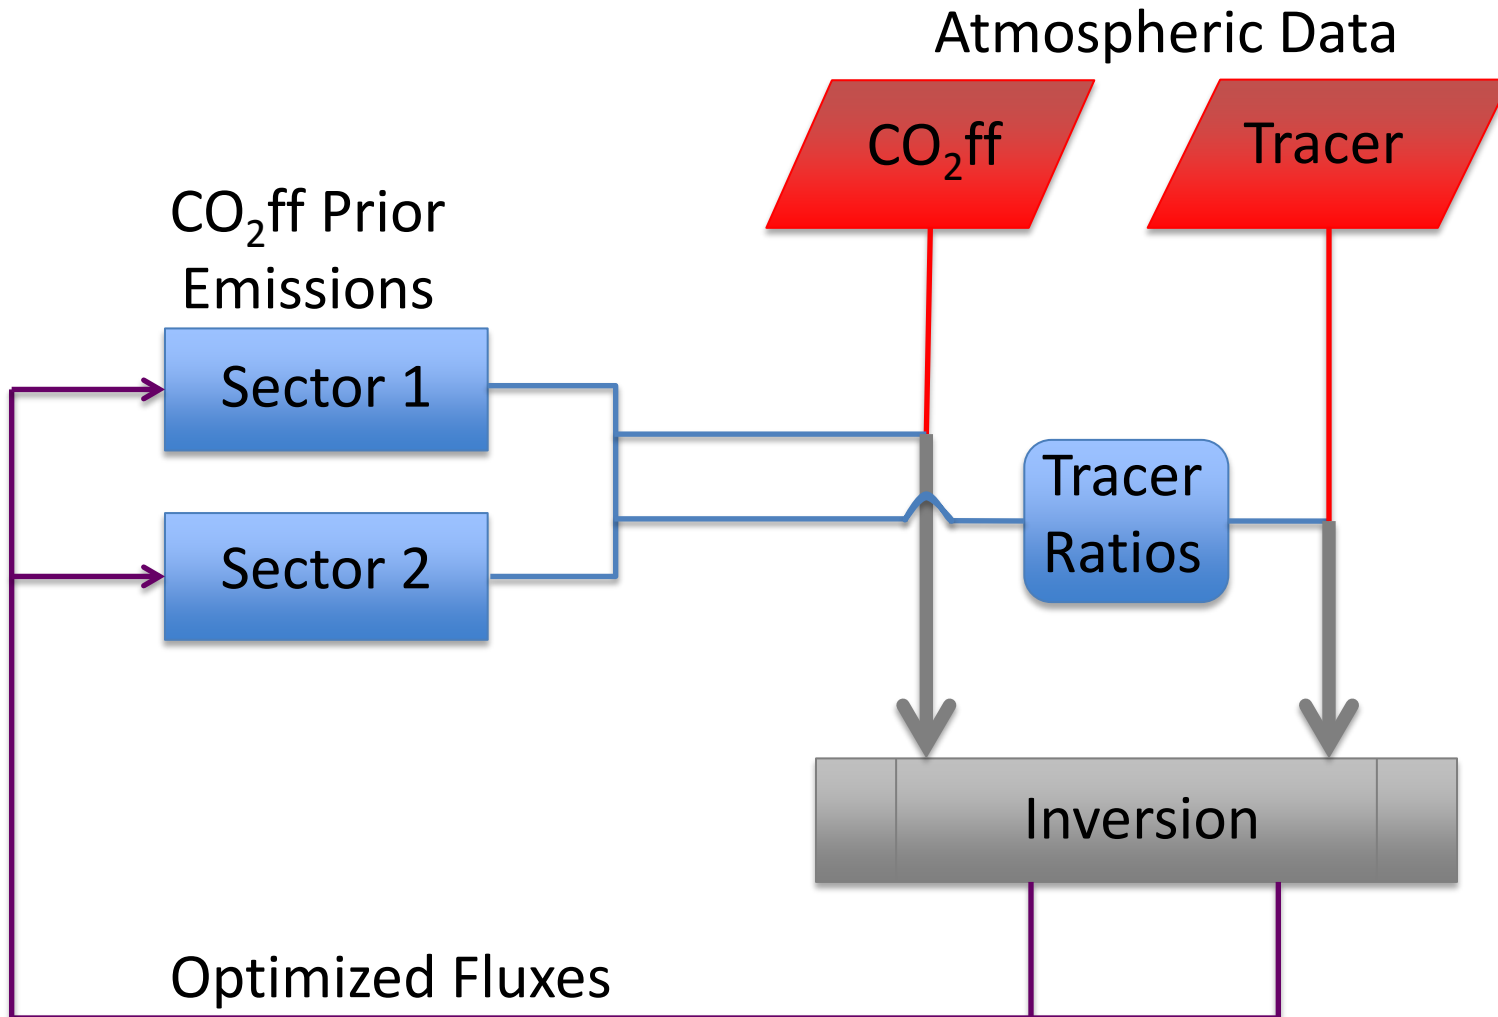 Atmospheric Data
CO₂ff
Tracer
CO₂ff Prior
Emissions
Sector 1
Sector 2
Tracer
Ratios
Inversion
Optimized Fluxes